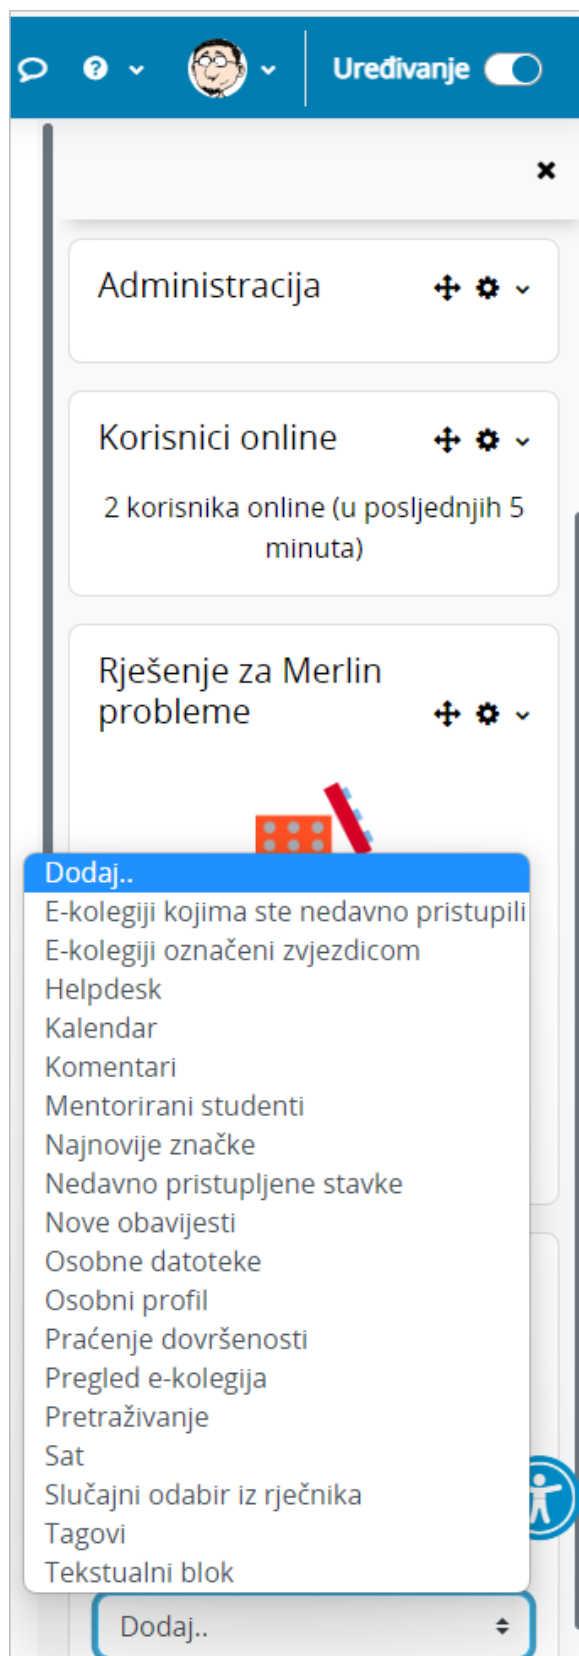 Uređivanje
Administracija
Korisnici online
2 korisnika online (u posljednjih 5
minuta)
Rješenje za Merlin
probleme
Dodaj..
E-kolegiji kojima ste nedavno pristupili
E-kolegiji označeni zvjezdicom
Helpdesk
Kalendar
Komentari
Mentorirani studenti
Najnovije značke
Nedavno pristupljene stavke
Nove obavijesti
Osobne datoteke
Osobni profil
Praćenje dovršenosti
Pregled e-kolegija
Pretraživanje
Sat
Slučajni odabir iz rječnika
Tagovi
Tekstualni blok
Dodaj..